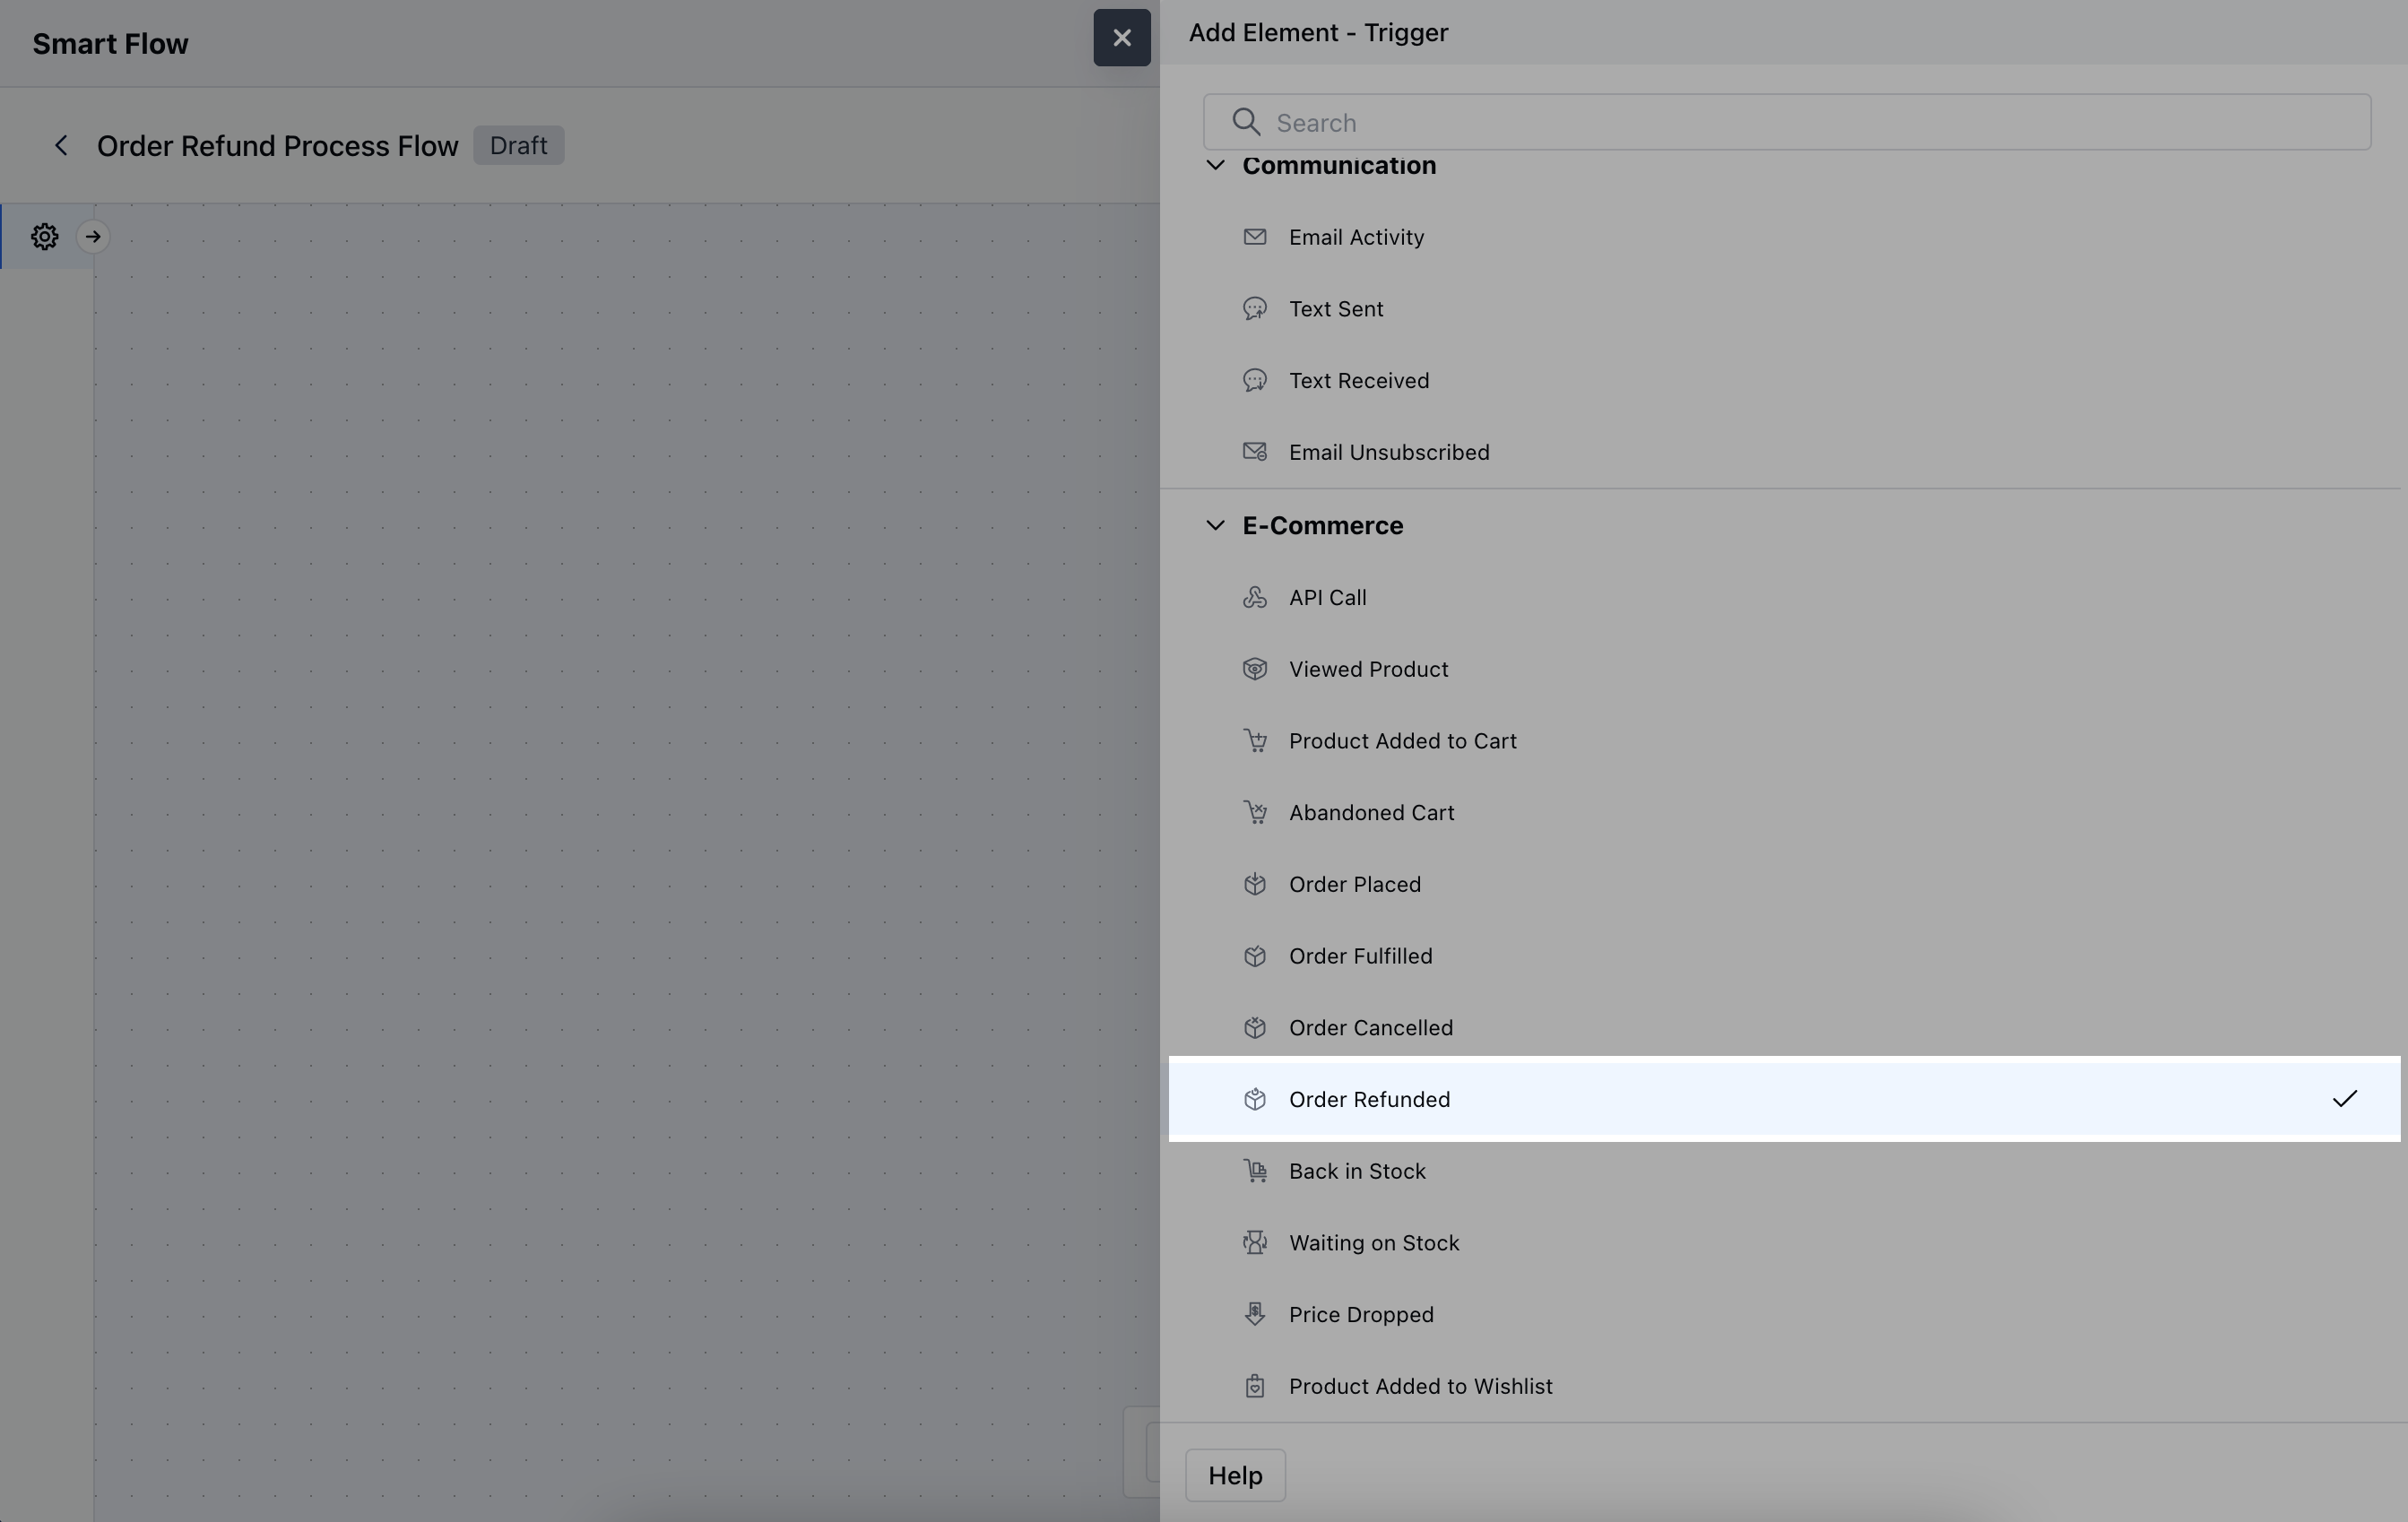 Smart Flow
Order Refund Process Flow
Draft
Add Element - Trigger
Search
Communication
Email Activity
Text Sent
Text Received
Email Unsubscribed
E-Commerce
API Call
Viewed Product
Product Added to Cart
Abandoned Cart
Order Placed
Order Fulfilled
Order Cancelled
Order Refunded
Back in Stock
Waiting on Stock
Price Dropped
Product Added to Wishlist
Help